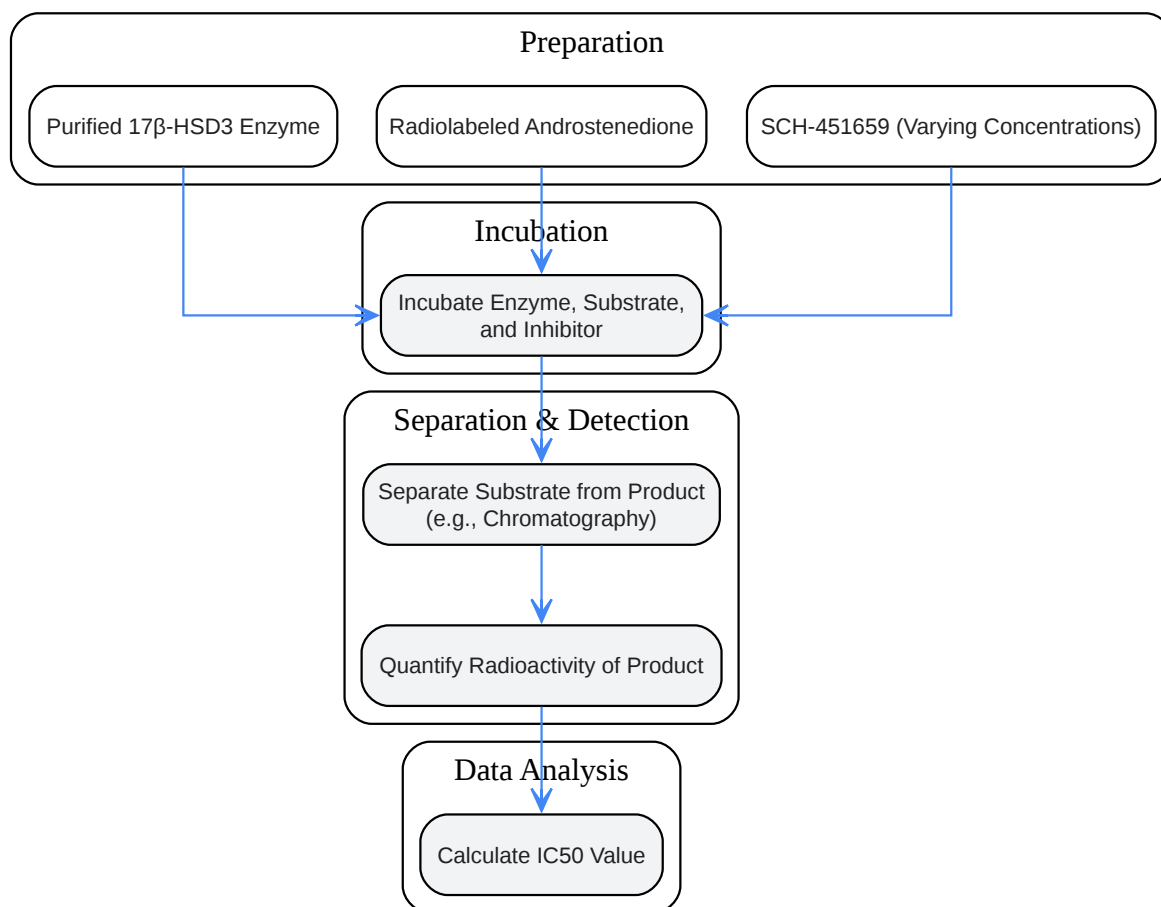 Preparation
Purified 17β-HSD3 Enzyme
Radiolabeled Androstenedione
SCH-451659 (Varying Concentrations)
Incubation
Incubate Enzyme, Substrate,
and Inhibitor
Separation & Detection
Separate Substrate from Product
(e.g., Chromatography)
Quantify Radioactivity of Product
Data Analysis
Calculate IC50 Value